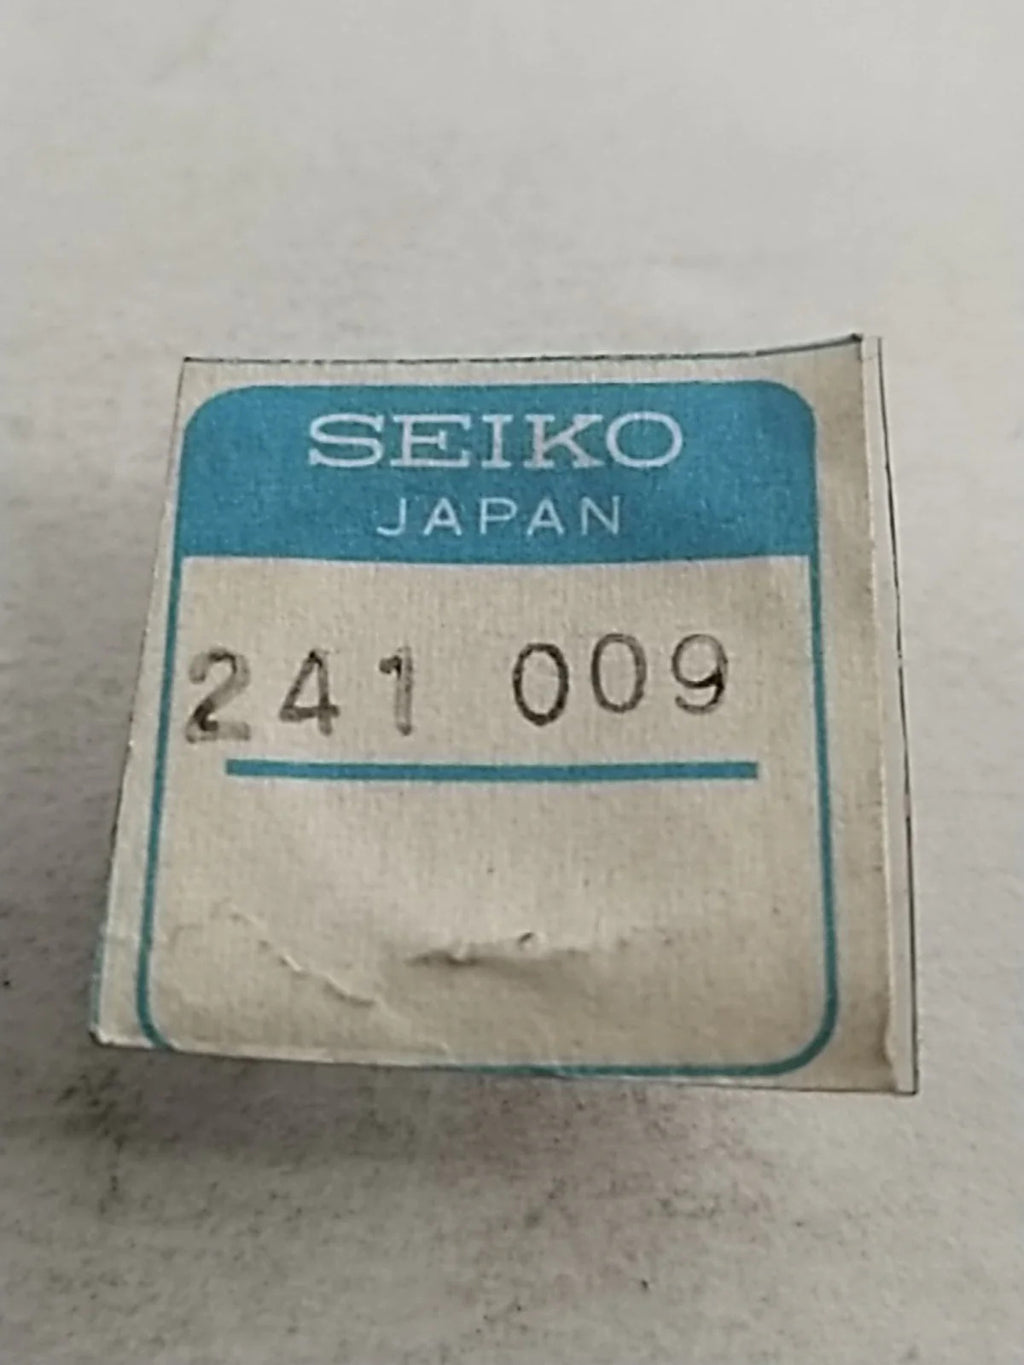 SEIKO
JAPAN
241 009